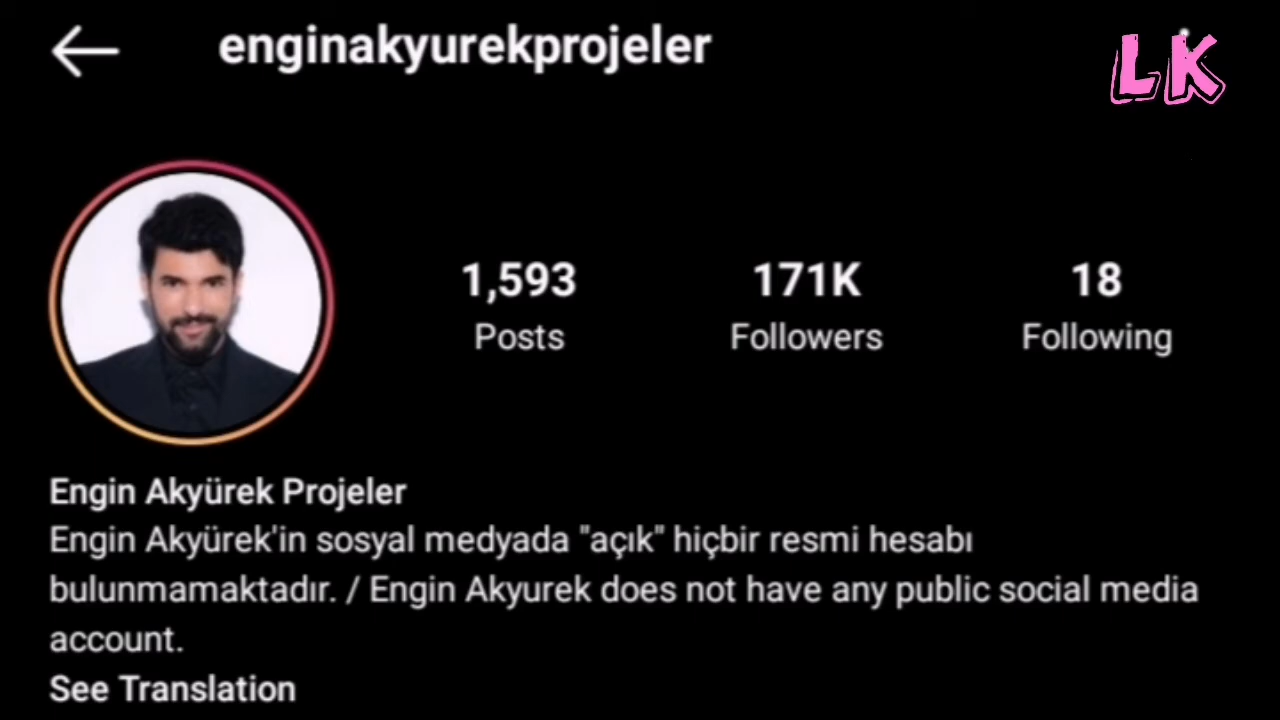 enginakyurekprojeler
LK
1,593 171K 18
Posts Followers Following
Engin Akyürek Projeler
Engin Akyürek'in sosyal medyada "açık" hiçbir resmi hesabı
bulunmamaktadır. / Engin Akyurek does not have any public social media
account.
See Translation